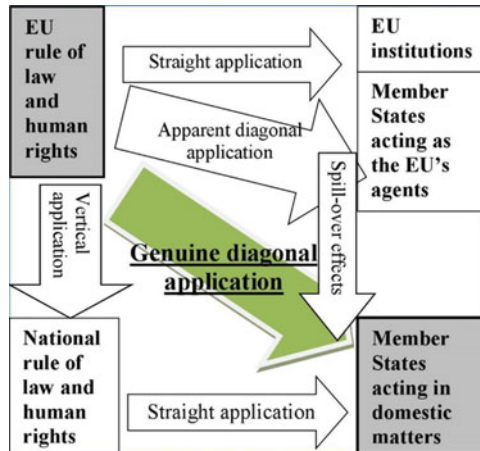 EU
rule of
law
and
human
rights
Straight application
EU
institutions
Member
States
acting as
the EU's
agents
Apparent diagonal
application
Vertical
application
Spill-over effects
Genuine diagonal
application
National
rule of
law and
human
rights
Straight application
Member
States
acting in
domestic
matters